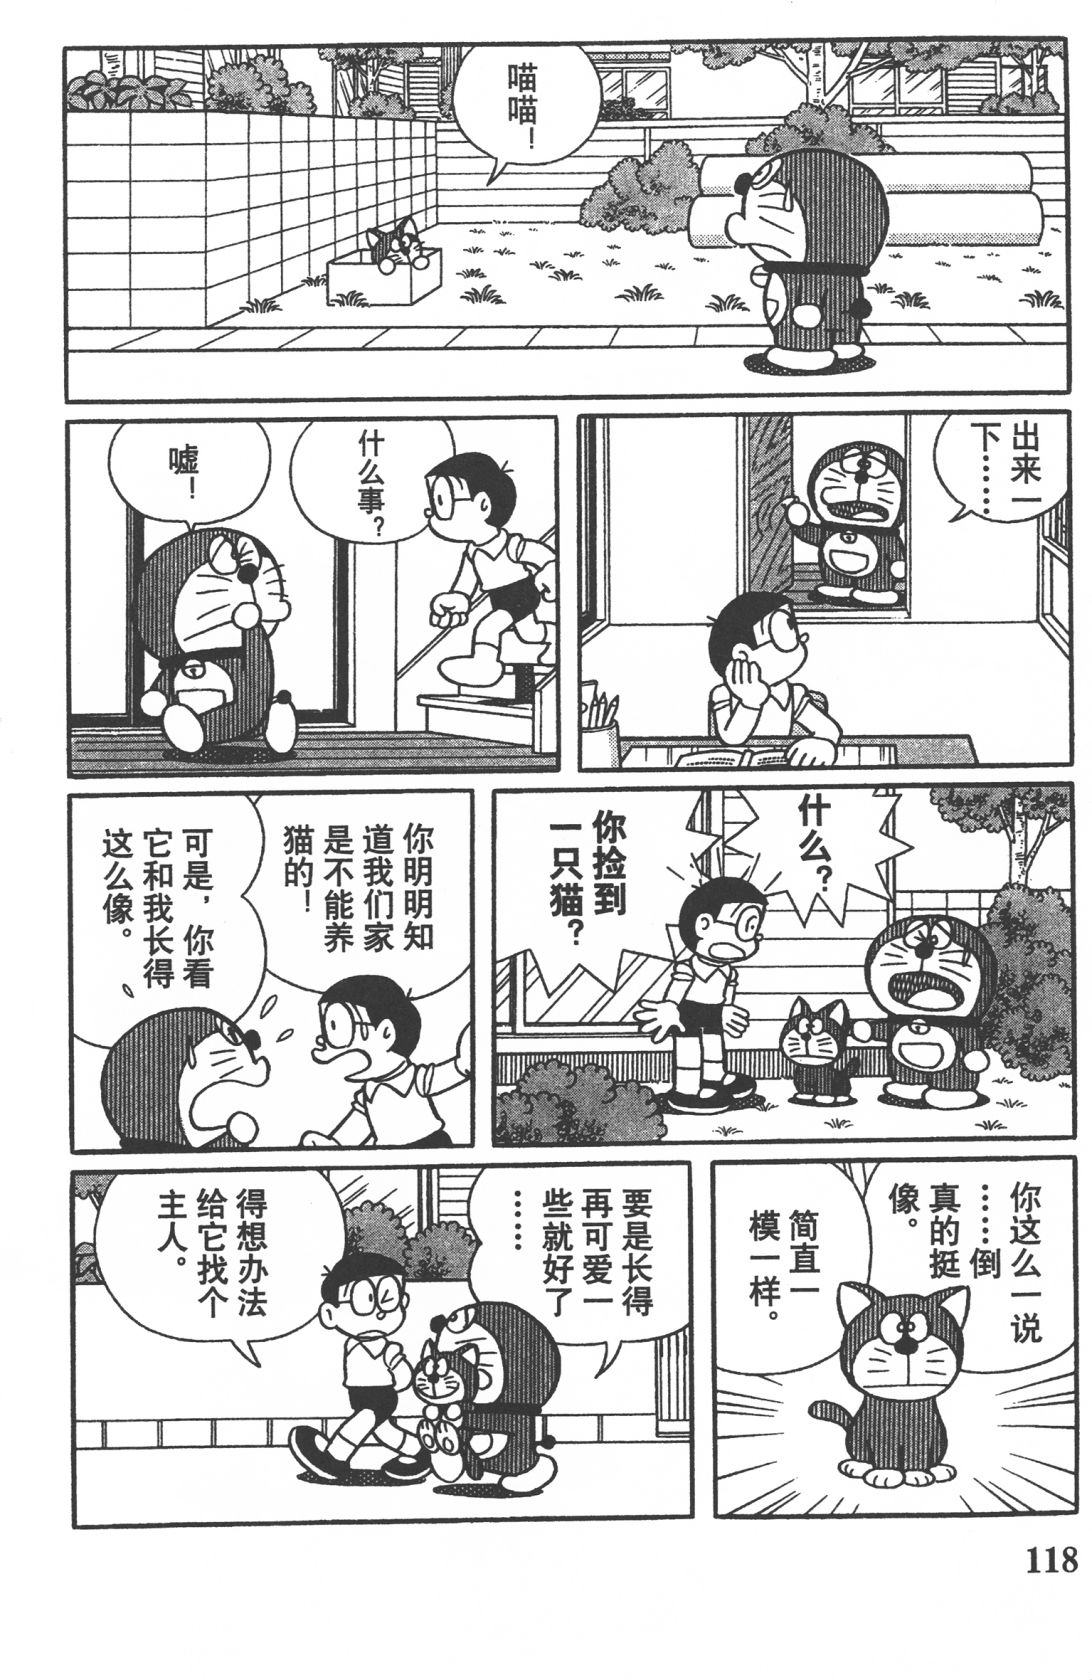 喵
喵！
出来一
下……
什么事？
嘘！
什么？
你捡到
一只猫？
你明明知
道我们家
是不能养
猫的！
可是，你看
它和我长得
这么像。
你这么一说
……倒
真的挺
像。
简直一
模一样。
要是长得
再可爱一
些就好了
……
得想办法
给它找个
主人。
118